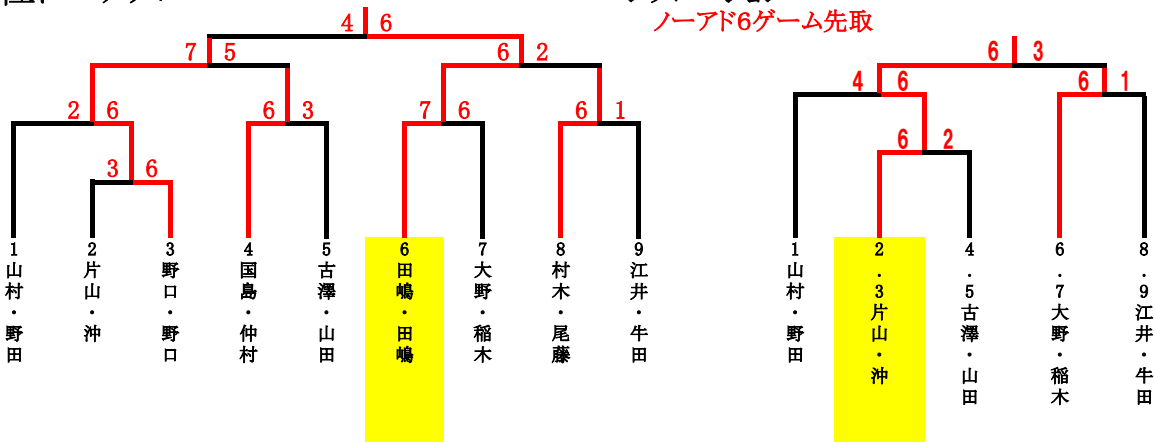 ノーアド6ゲーム先取
4 6
7 5
6 2
2 6
6 3
7 6
6 1
3 6
1 山村・野田
2 片山・沖
3 野口・野口
4 国島・仲村
5 古澤・山田
6 田嶋・田嶋
7 大野・稲木
8 村木・尾藤
9 江井・牛田
6 3
4 6
6 1
6 2
1 山村・野田
2.3 片山・沖
4.5 古澤・山田
6.7 大野・稲木
8.9 江井・牛田